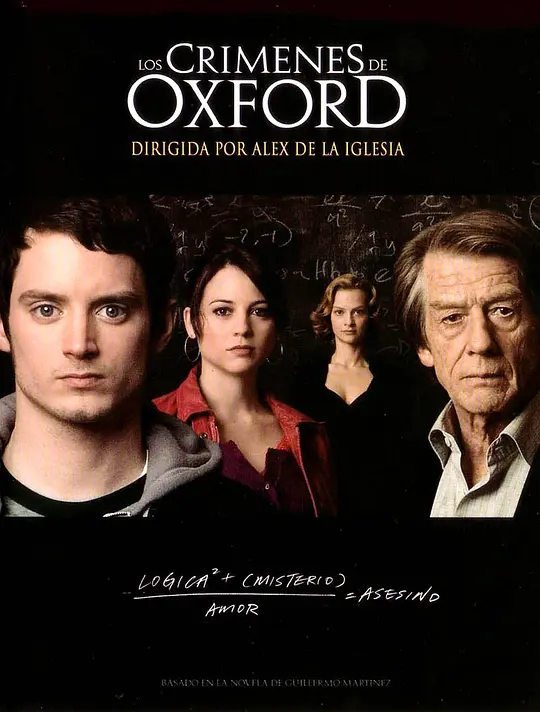 LOS CRIMENES DE
OXFORD
DIRIGIDA POR ALEX DE LA IGLESIA
LOGICA² + (MISTERIO)
AMOR
= ASESINO
BASADO EN LA NOVELA DE GUILLERMO MARTINEZ